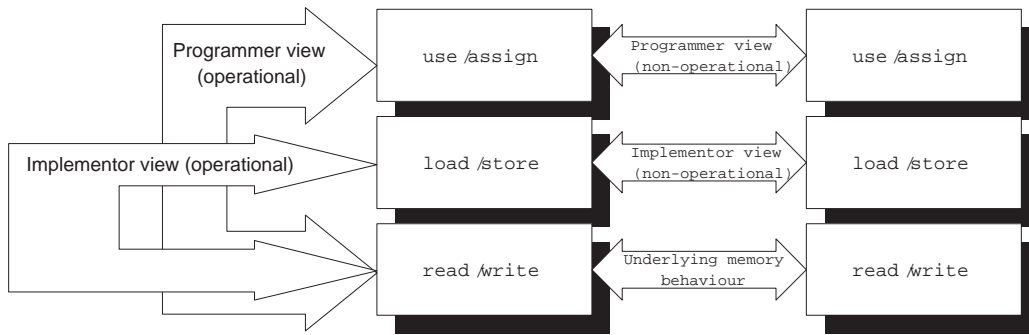 Programmer view
(operational)
use /assign
Programmer view
(non-operational)
use /assign
Implementor view (operational)
load /store
Implementor view
(non-operational)
load /store
read /write
Underlying memory
behaviour
read /write